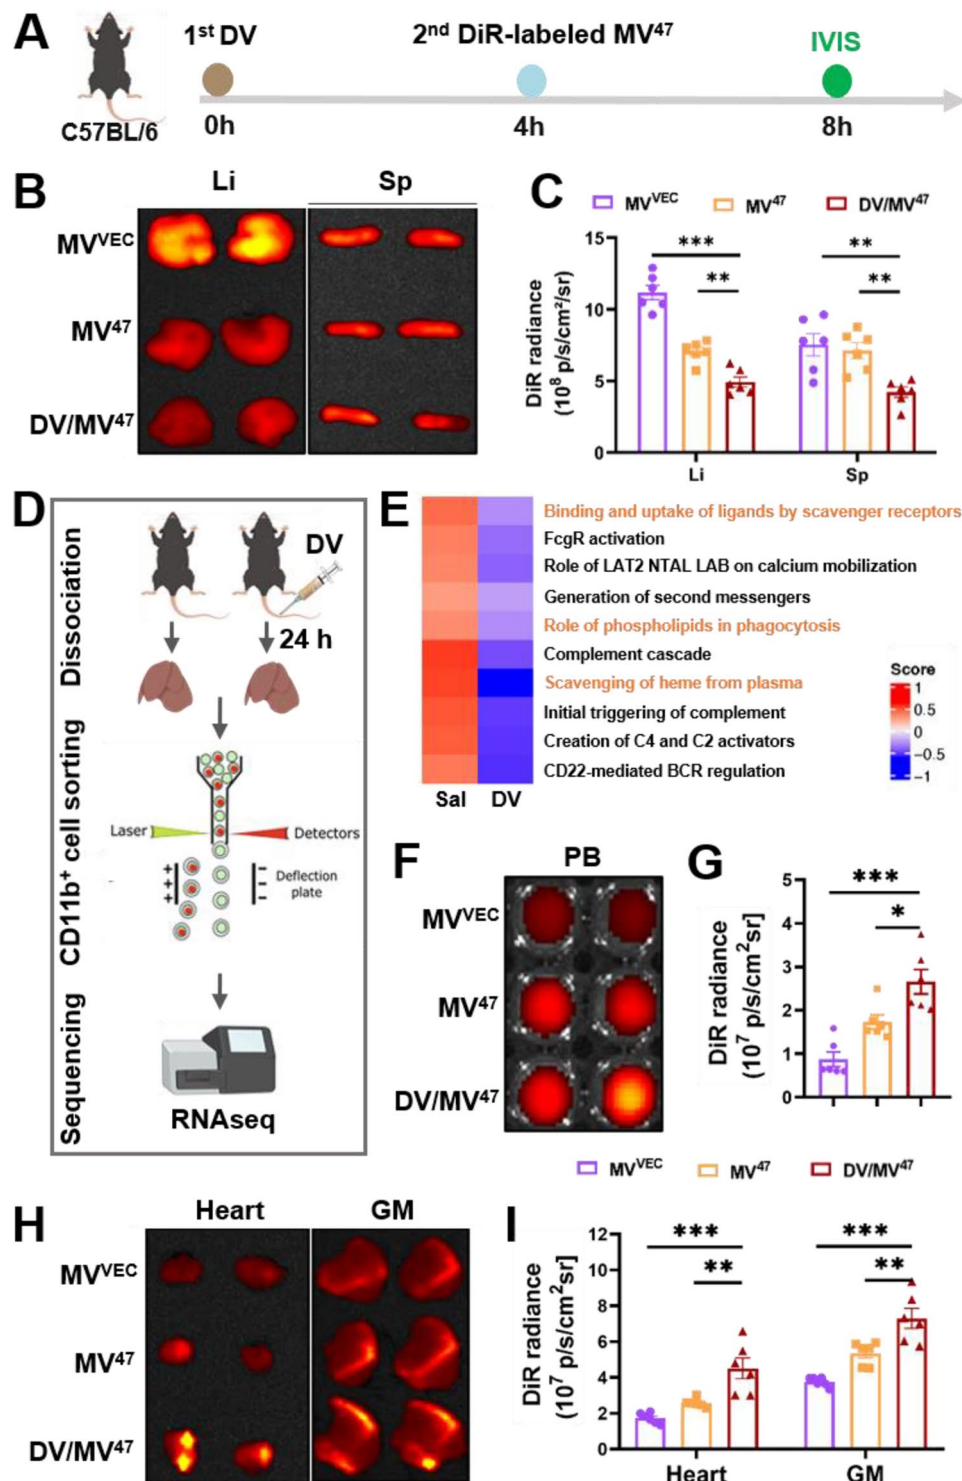 A
1st DV
2nd DiR-labeled MV47
IVIS
C57BL/6
0h
4h
8h
B
Li
Sp
MVVEC
MV47
DV/MV47
C
MVVEC
MV47
DV/MV47
DiR radiance
(10⁸ p/s/cm²/sr)
15
10
5
0
***
**
**
**
Li
Sp
D
Dissociation
CD11b+ cell sorting
Sequencing
DV
24 h
Laser
Detectors
+
+
+
−
−
−
Deflection
plate
RNAseq
E
Binding and uptake of ligands by scavenger receptors
FcgR activation
Role of LAT2 NTAL LAB on calcium mobilization
Generation of second messengers
Role of phospholipids in phagocytosis
Complement cascade
Scavenging of heme from plasma
Initial triggering of complement
Creation of C4 and C2 activators
CD22-mediated BCR regulation
Sal
DV
Score
1
0.5
0
−0.5
−1
F
PB
MVVEC
MV47
DV/MV47
G
DiR radiance
(10⁷ p/s/cm²sr]
5
4
3
2
1
0
***
*
MVVEC
MV47
DV/MV47
H
Heart
GM
MVVEC
MV47
DV/MV47
I
DiR radiance
(10⁷ p/s/cm²sr]
12
10
8
6
4
2
0
***
**
***
**
Heart
GM